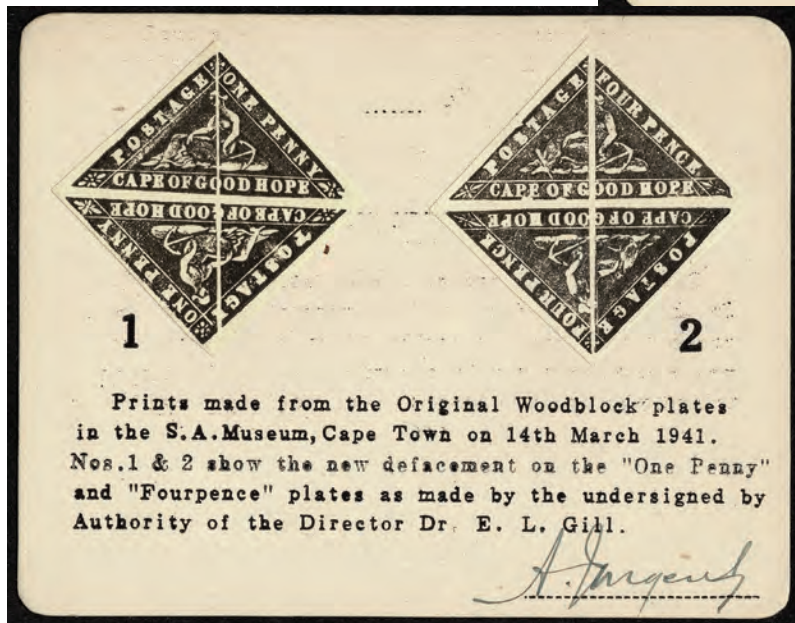 POSTAGE ONE PENNY
CAPE OF GOOD HOPE
CAPE OF GOOD HOPE
ONE PENNY POSTAGE
1
POSTAGE FOUR PENCE
CAPE OF GOOD HOPE
CAPE OF GOOD HOPE
FOUR PENCE POSTAGE
2
Prints made from the Original Woodblock plates
in the S.A.Museum,Cape Town on 14th March 1941.
Nos.1 & 2 show the new defacement on the "One Penny"
and "Fourpence" plates as made by the undersigned by
Authority of the Director Dr. E. L. Gill.
A. Jurgens